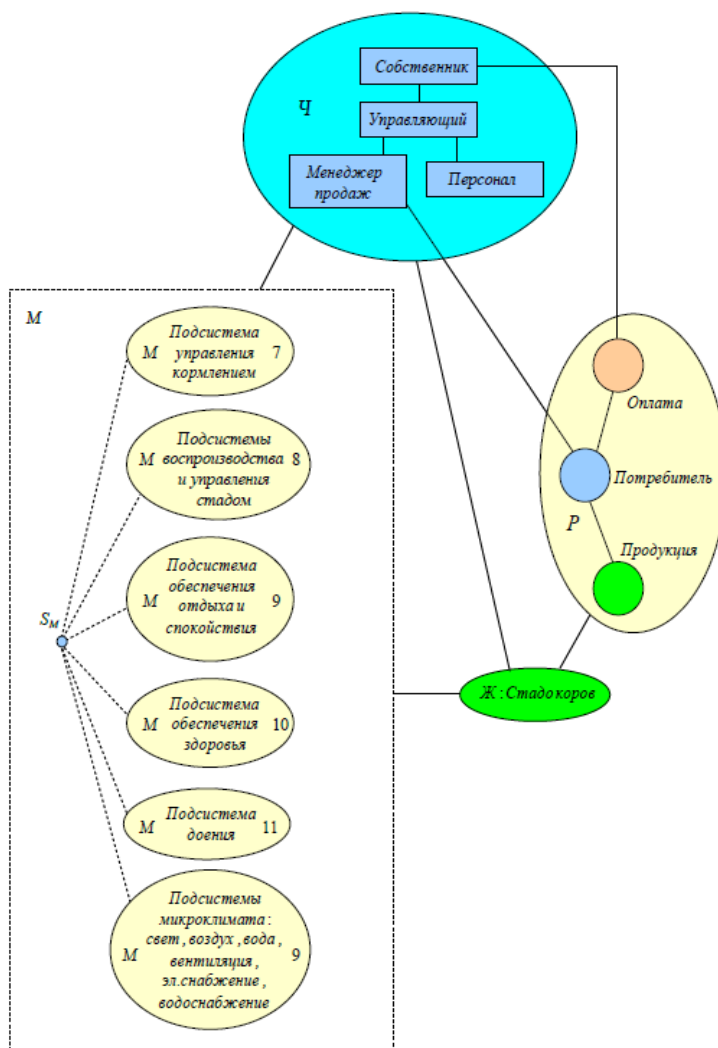 Собственник
Ч
Управляющий
Менеджер
продаж
Персонал
М
Подсистема
М управления 7
кормлением
Подсистемы
М воспроизводства 8
и управления
стадом
Подсистема
обеспечения
М отдыха и 9
спокойствия
SМ
Подсистема
М обеспечения 10
здоровья
Подсистема
М доения 11
Подсистемы
микроклимата :
свет , воздух , вода ,
М вентиляция , 9
эл.снабжение ,
водоснабжение
Оплата
Потребитель
Р
Продукция
Ж : Стадо коров